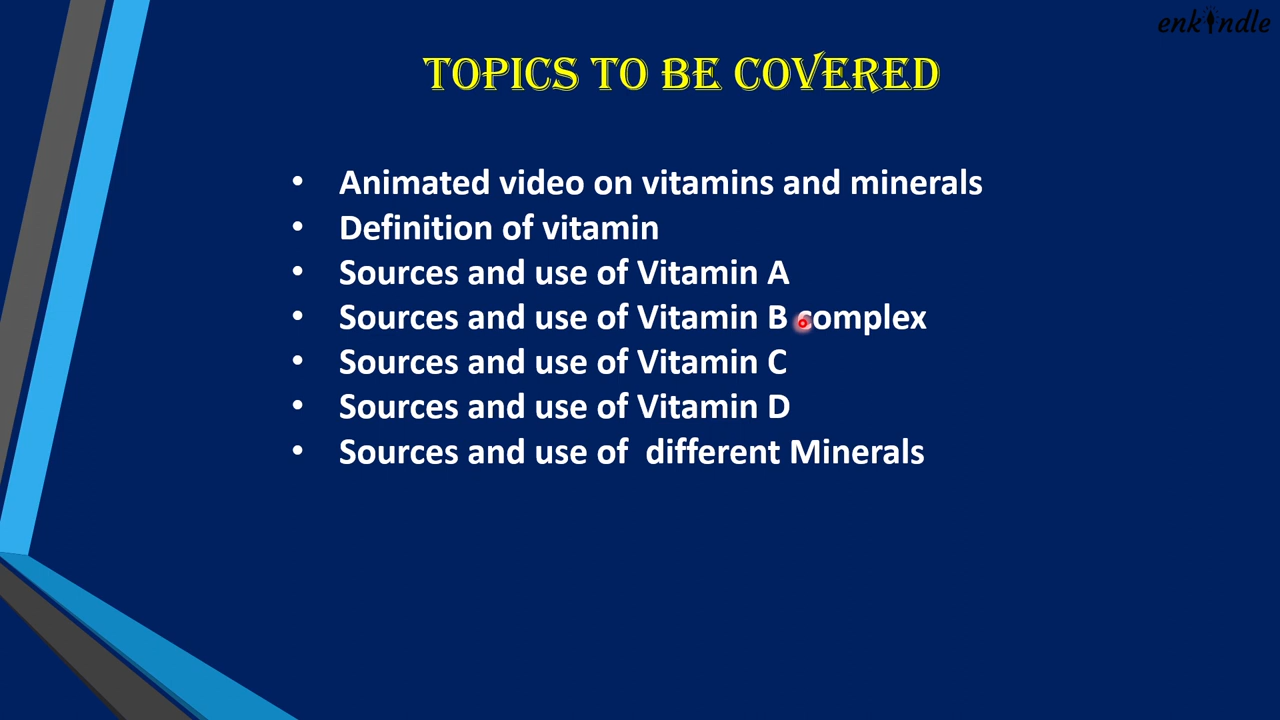 enkindle
TOPICS TO BE COVERED
• Animated video on vitamins and minerals
• Definition of vitamin
• Sources and use of Vitamin A
• Sources and use of Vitamin B complex
• Sources and use of Vitamin C
• Sources and use of Vitamin D
• Sources and use of  different Minerals